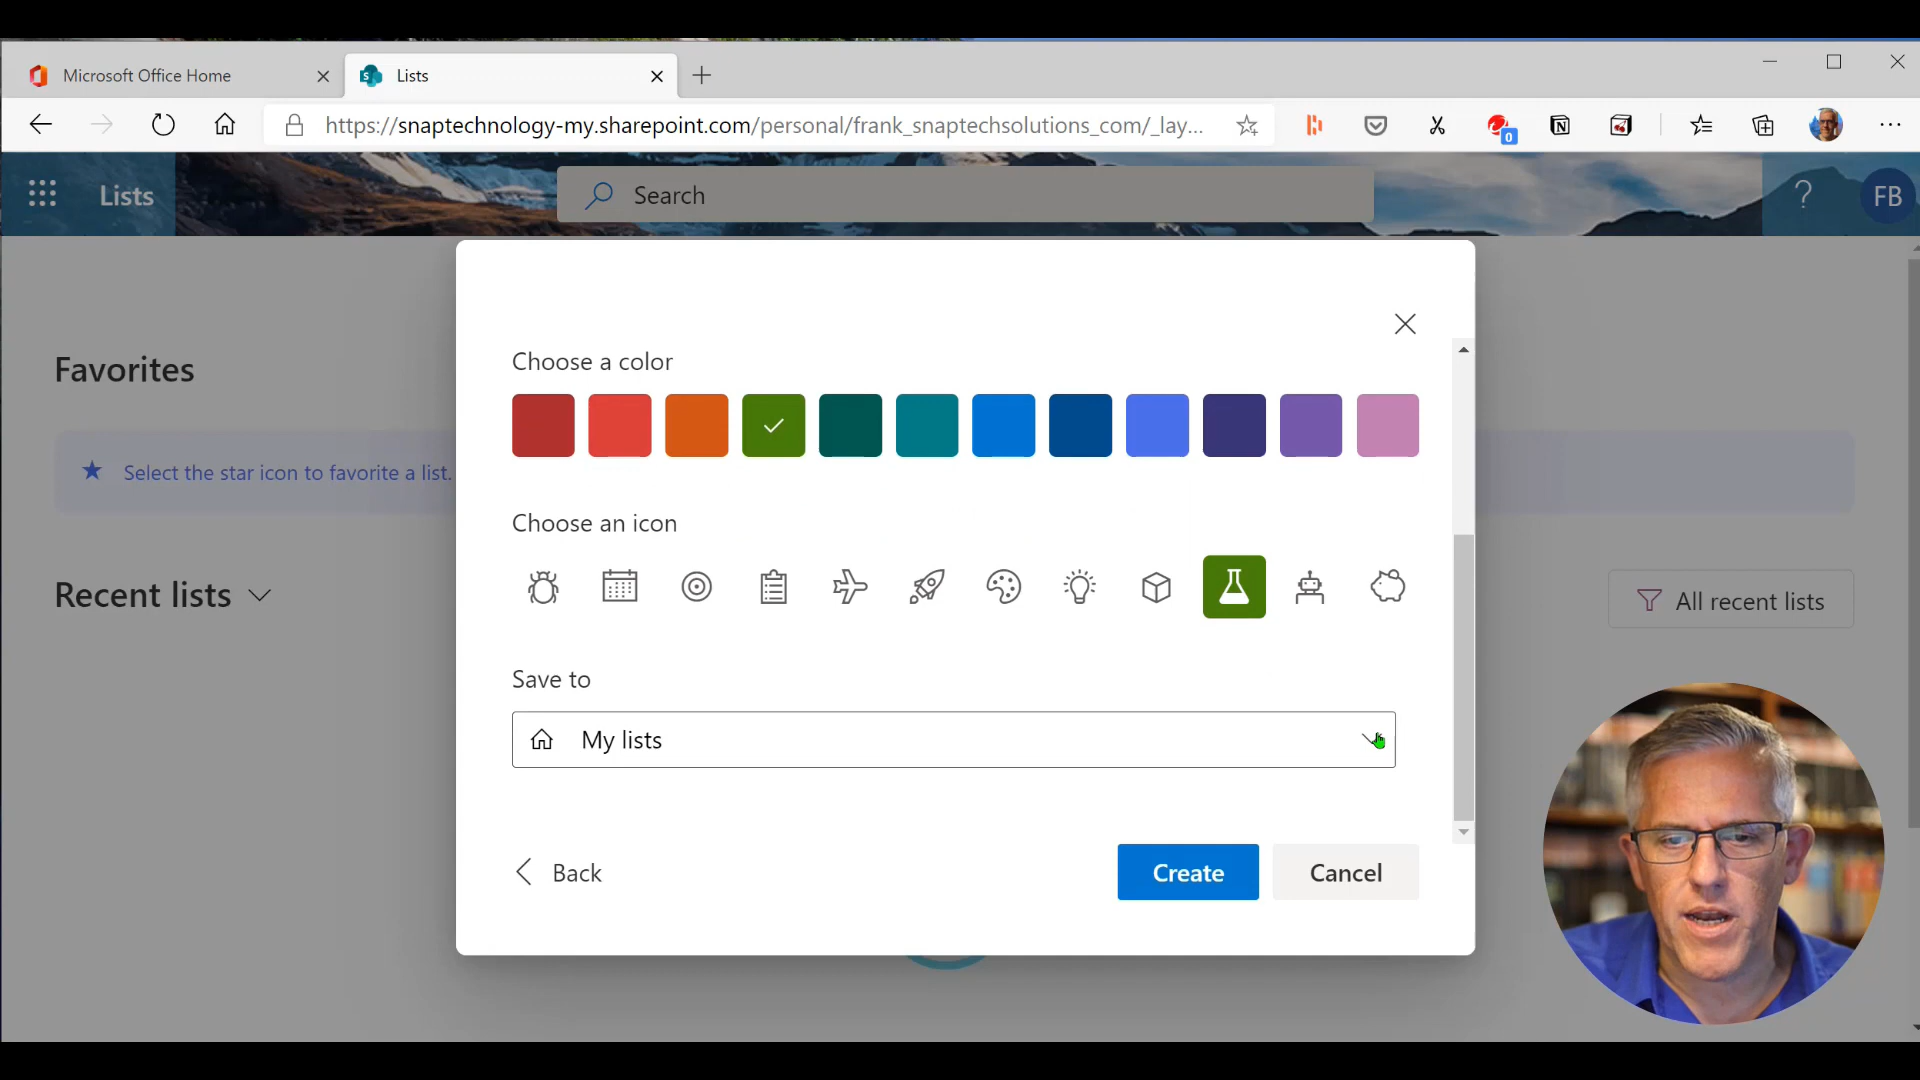 Microsoft Office Home
Lists
https://snaptechnology-my.sharepoint.com/personal/frank_snaptechsolutions_com/_lay...
0
N
Lists
Search
?
FB
Favorites
Select the star icon to favorite a list.
Recent lists
All recent lists
Choose a color
Choose an icon
Save to
My lists
Back
Create
Cancel